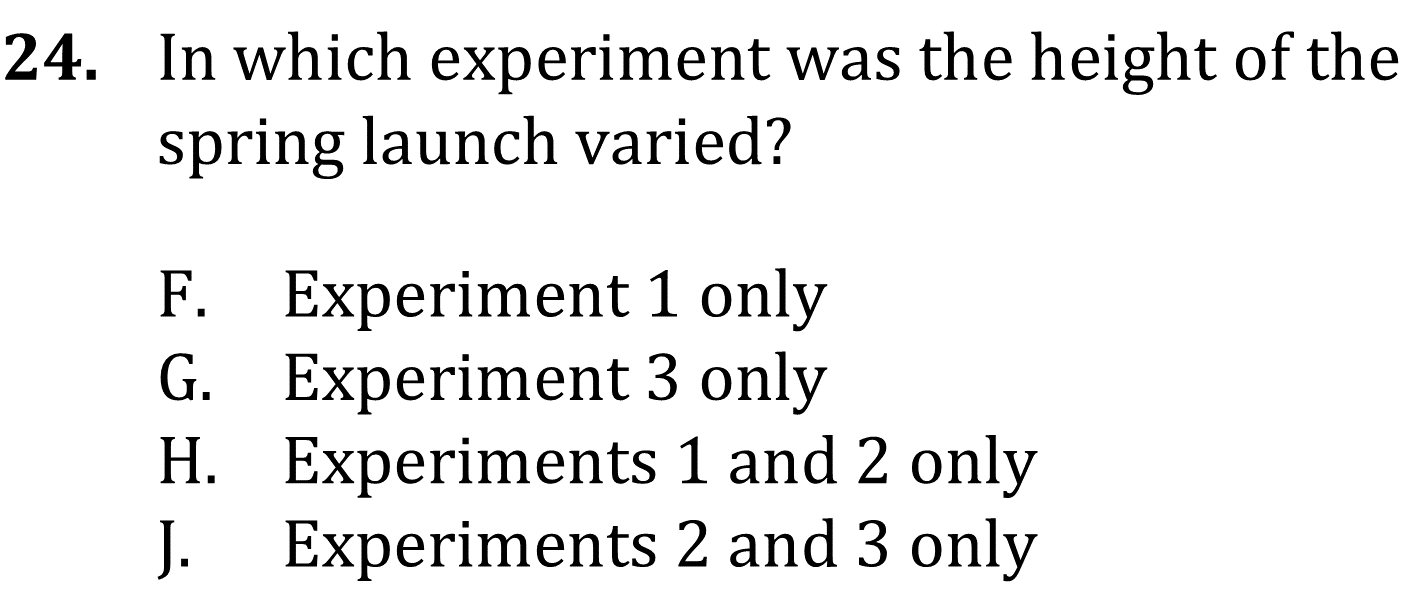 24. In which experiment was the height of the
spring launch varied?
F. Experiment 1 only
G. Experiment 3 only
H. Experiments 1 and 2 only
J. Experiments 2 and 3 only